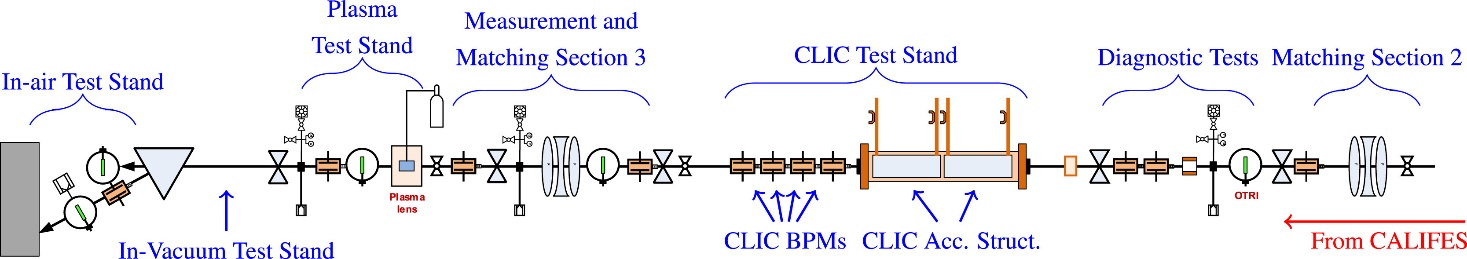 In-air Test Stand
Plasma
Test Stand
Measurement and
Matching Section 3
CLIC Test Stand
Diagnostic Tests
Matching Section 2
Plasma
lens
OTRI
In-Vacuum Test Stand
CLIC BPMs
CLIC Acc. Struct.
From CALIFES